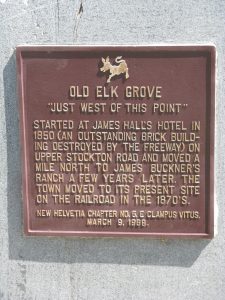 OLD ELK GROVE
"JUST WEST OF THIS POINT"
STARTED AT JAMES HALL'S HOTEL IN
1850 (AN OUTSTANDING BRICK BUILD-
ING DESTROYED BY THE FREEWAY) ON
UPPER STOCKTON ROAD AND MOVED A
MILE NORTH TO JAMES BUCKNER'S
RANCH A FEW YEARS LATER. THE
TOWN MOVED TO ITS PRESENT SITE
ON THE RAILROAD IN THE 1870'S.
NEW HELVETIA CHAPTER NO. 5, E CLAMPUS VITUS,
MARCH 9, 1968.